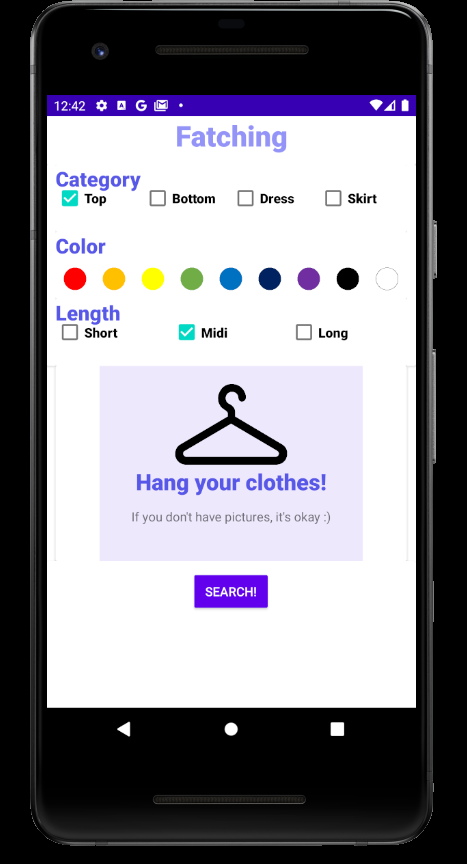 12:42
Fatching
Category
Top Bottom Dress Skirt
Color
Length
Short Midi Long
Hang your clothes!
If you don't have pictures, it's okay :)
SEARCH!